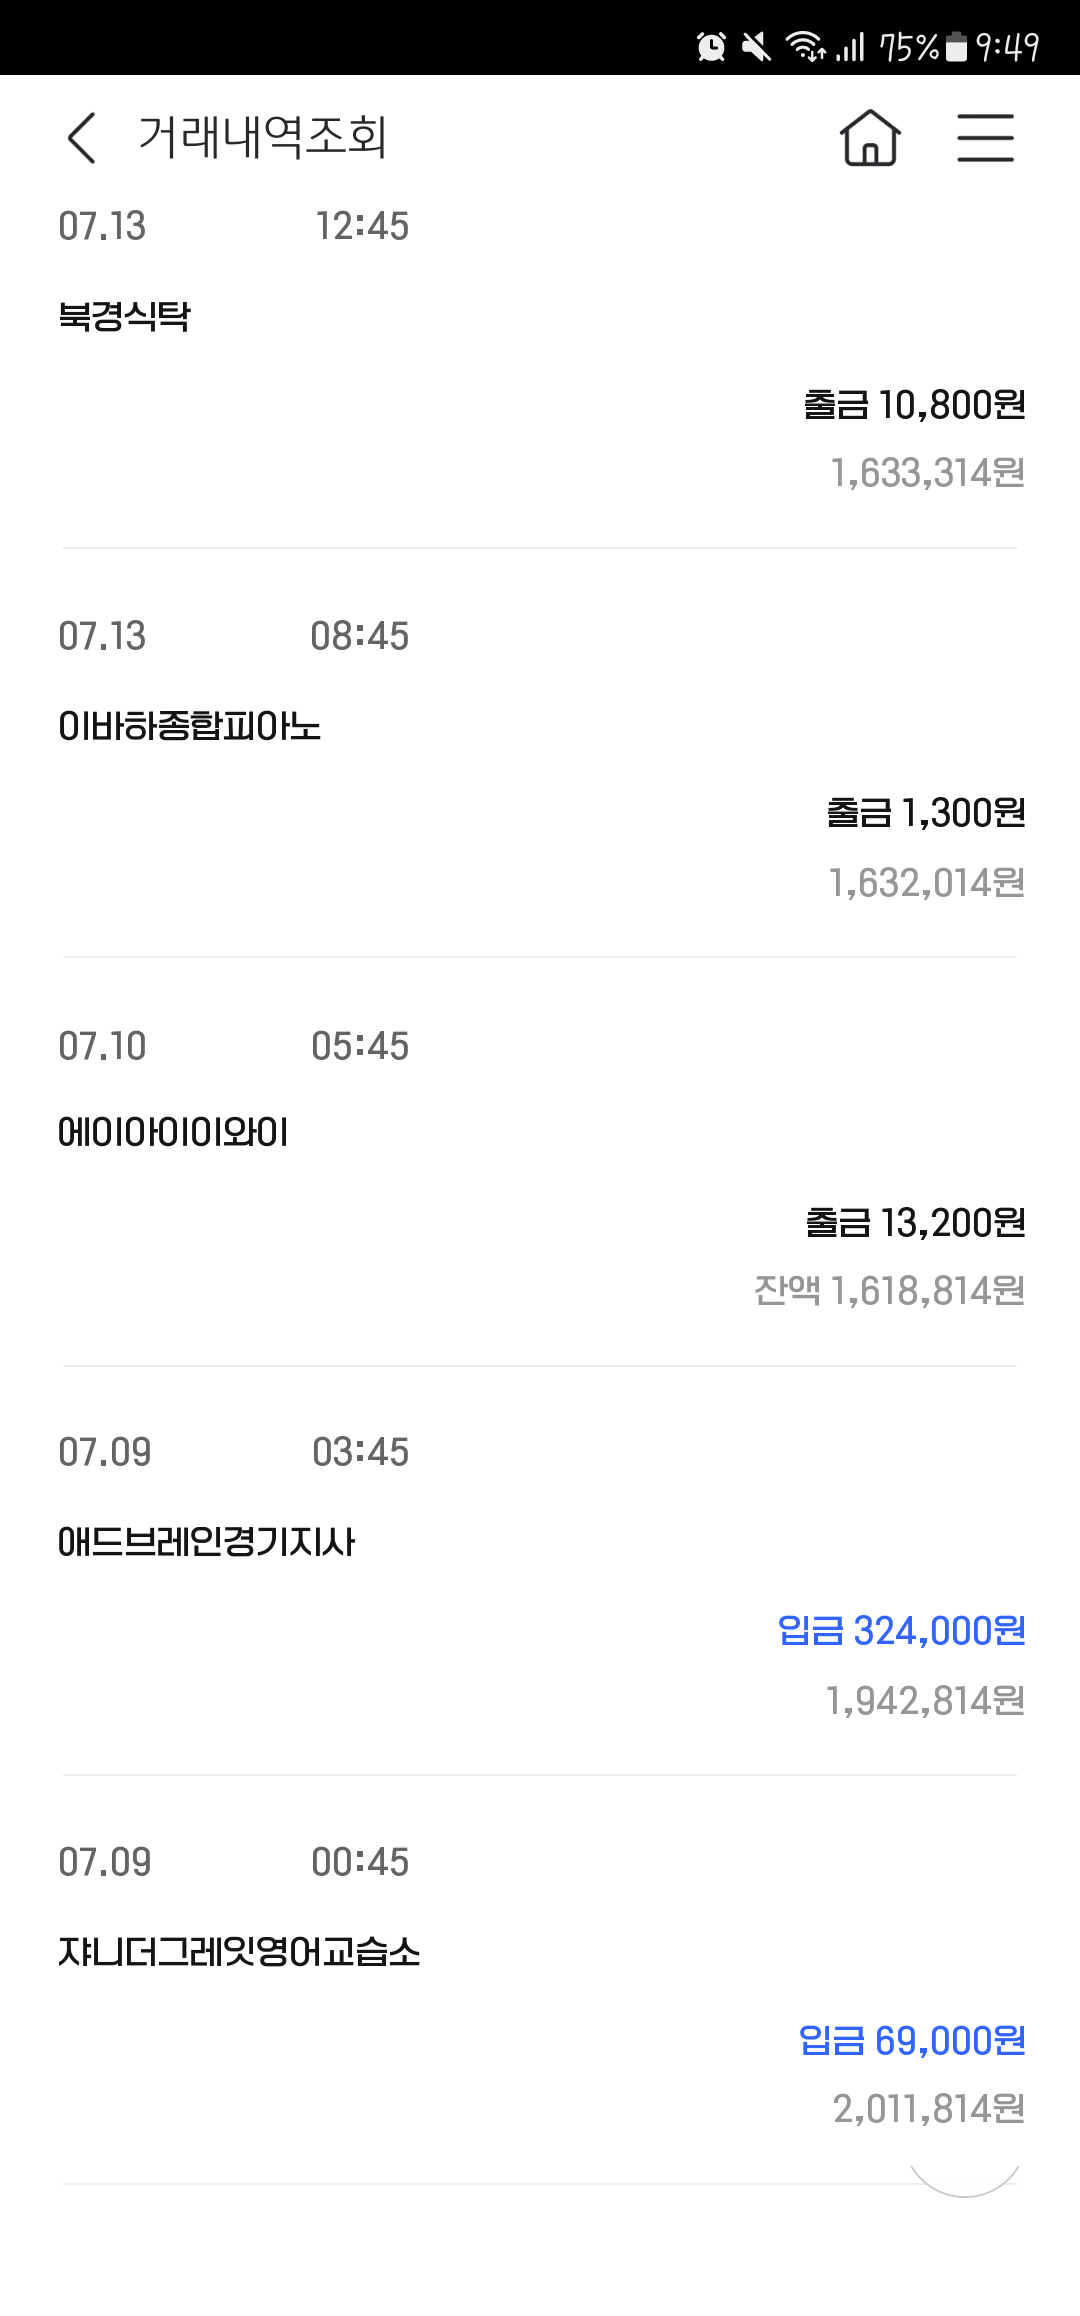 75% 9:49
거래내역조회
07.13 12:45
북경식탁
출금 10,800원
1,633,314원
07.13 08:45
이바하종합피아노
출금 1,300원
1,632,014원
07.10 05:45
에이아이이와이
출금 13,200원
잔액 1,618,814원
07.09 03:45
애드브레인경기지사
입금 324,000원
1,942,814원
07.09 00:45
쟈니더그레잇영어교습소
입금 69,000원
2,011,814원